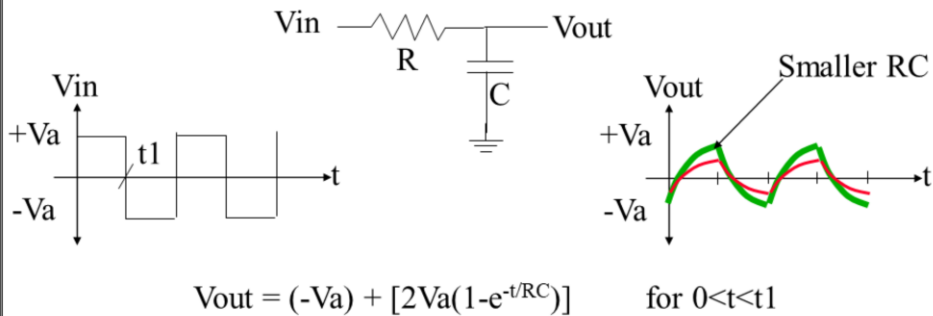 Vin
R
C
Vout
Vin
+Va
t1
t
-Va
Smaller RC
Vout
+Va
t
-Va
Vout = (-Va) + [2Va(1-e^-t/RC)] for 0<t<t1